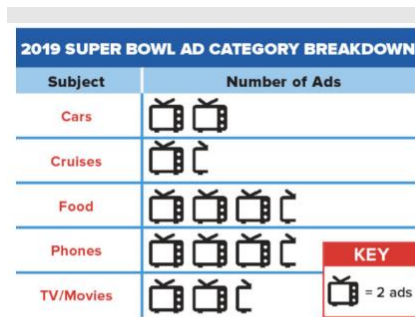 2019 SUPER BOWL AD CATEGORY BREAKDOWN
Subject Number of Ads
Cars
Cruises
Food
Phones
KEY
TV/Movies
= 2 ads